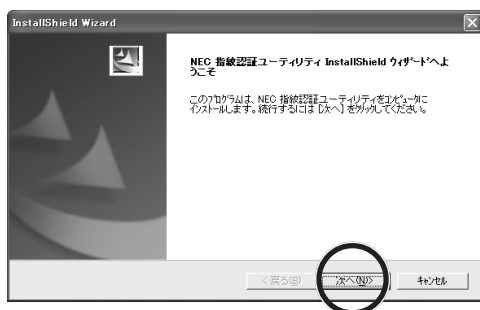 InstallShield Wizard
NEC 指紋認証ユーティリティ InstallShield ウィザードへよ
うこそ
このプログラムは、NEC 指紋認証ユーティリティをコンピュータに
インストールします。続行するには [次へ] をクリックしてください。
< 戻る(B)
次へ(N) >
キャンセル